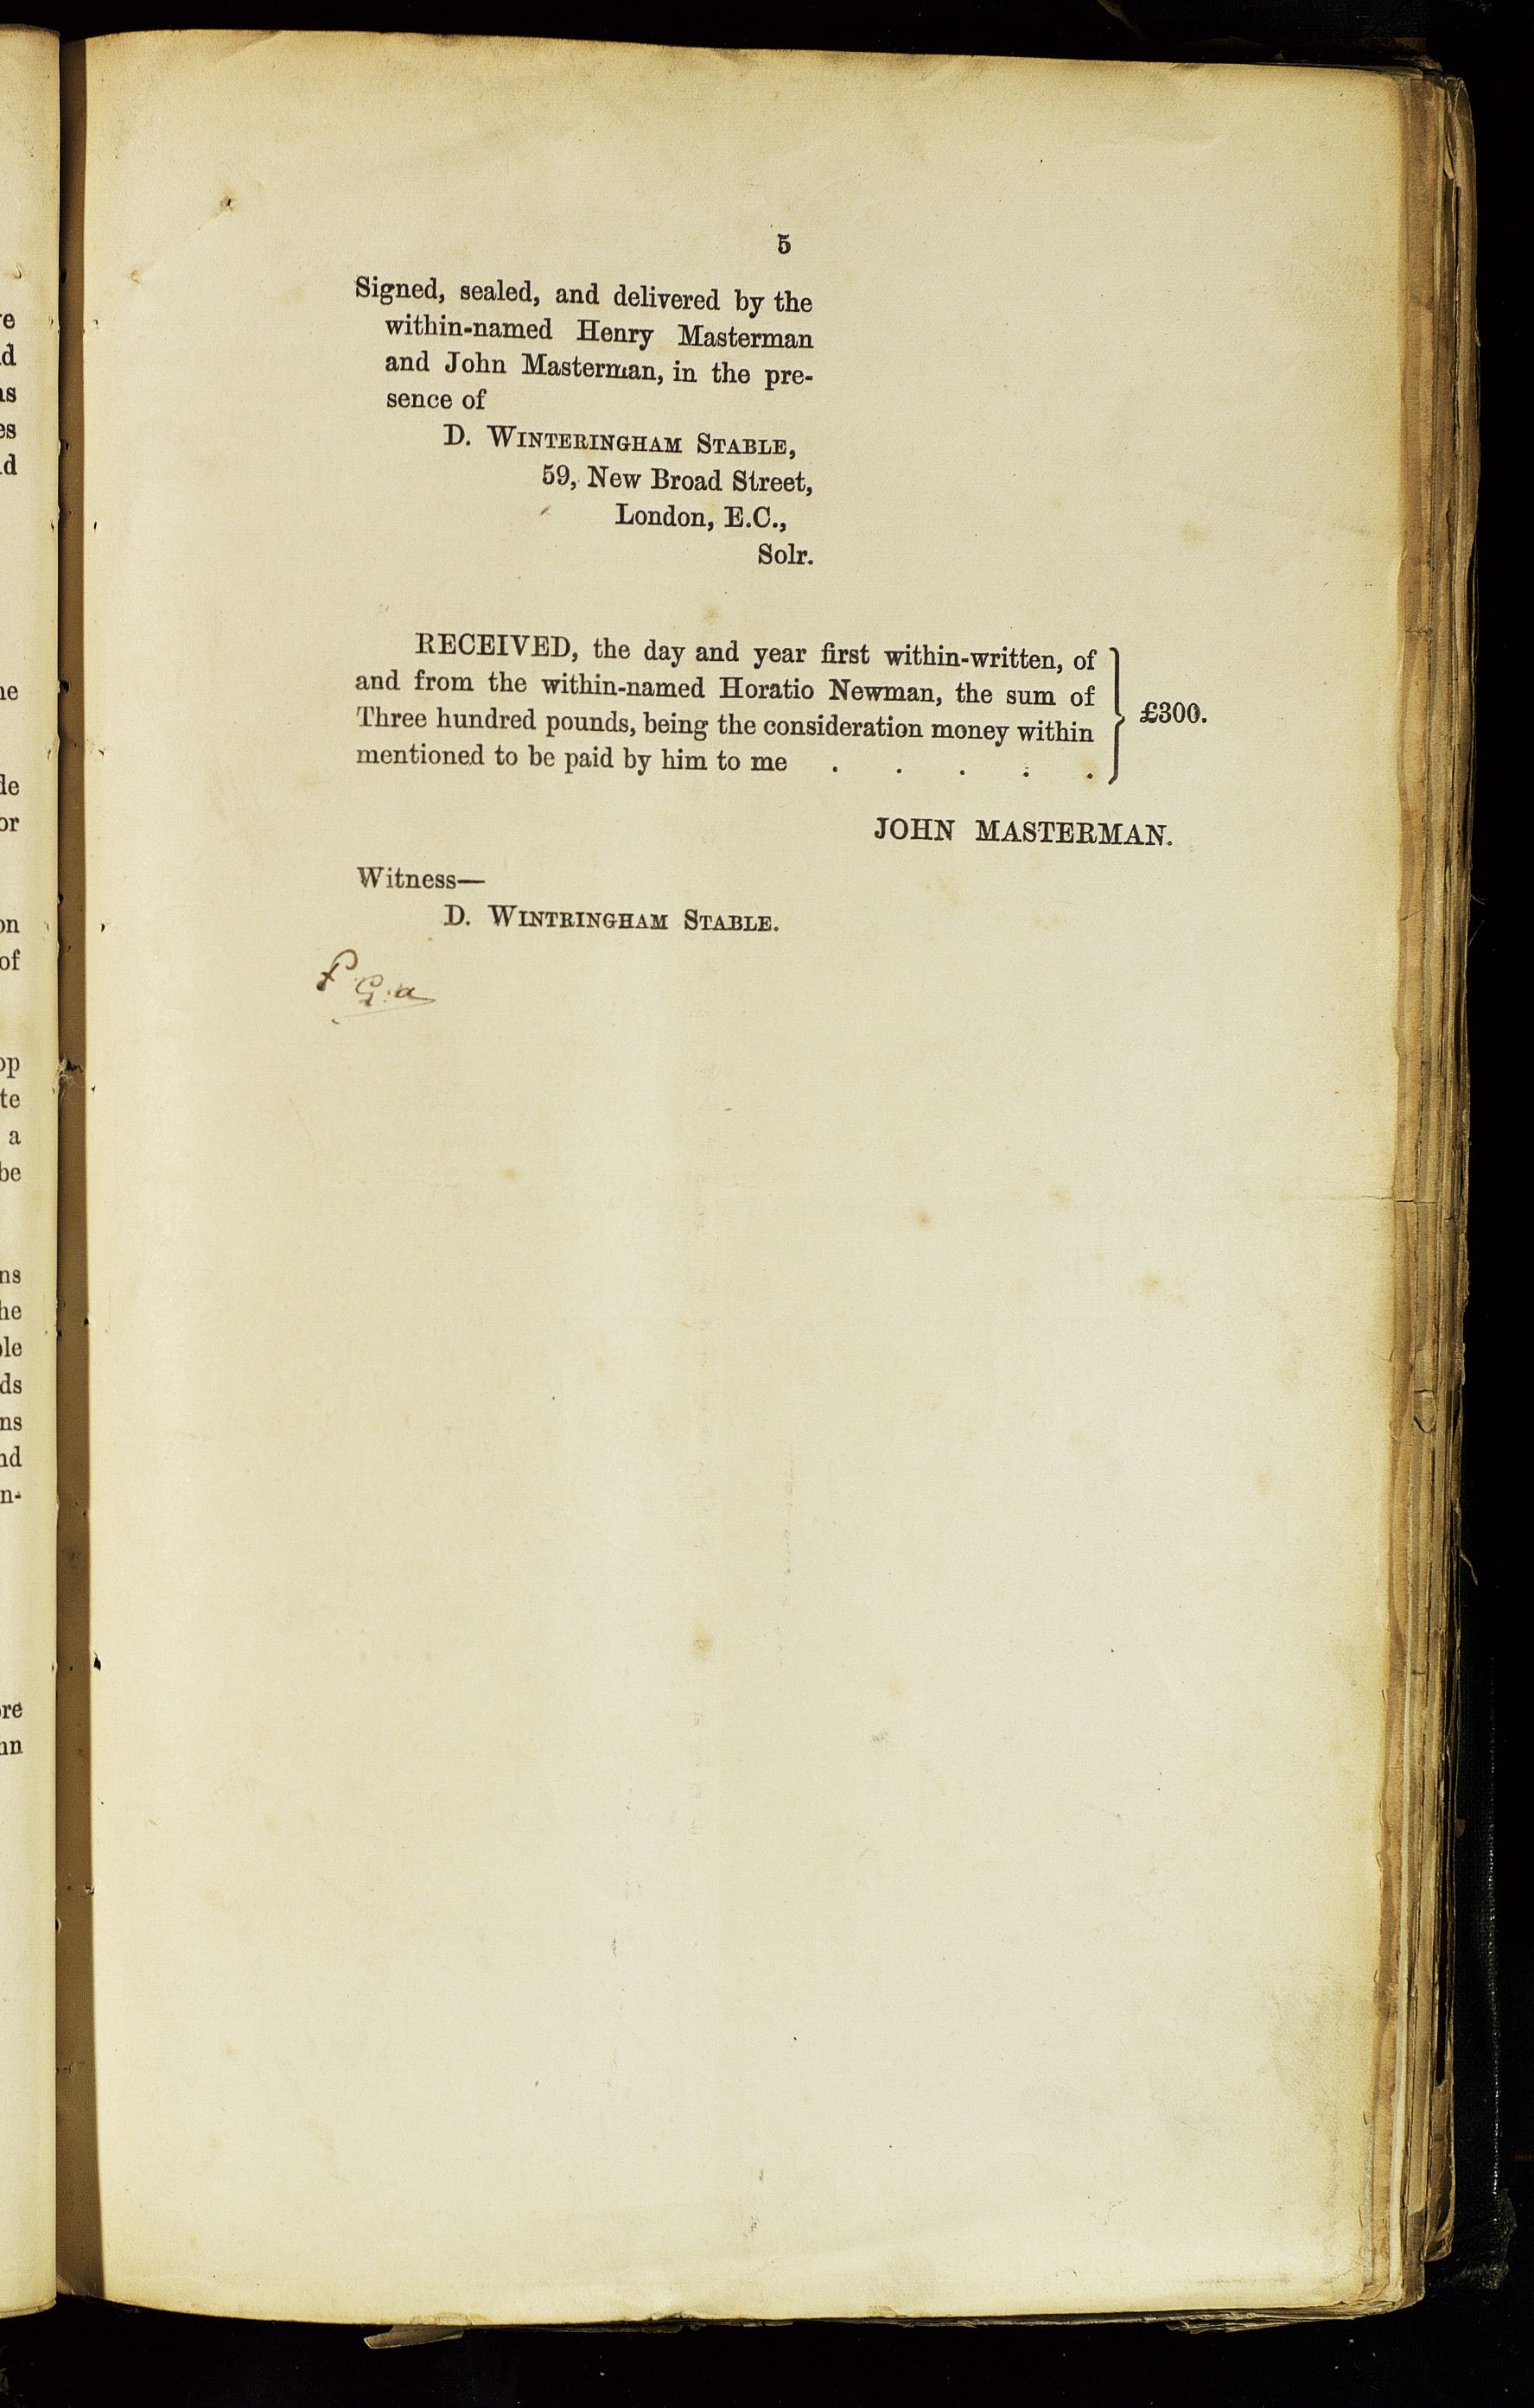 5
Signed, sealed, and delivered by the
within-named Henry Masterman
and John Masterman, in the pre-
sence of
D. WINTERINGHAM STABLE,
59, New Broad Street,
London, E.C.,
Solr.
RECEIVED, the day and year first within-written, of
and from the within-named Horatio Newman, the sum of
Three hundred pounds, being the consideration money within
mentioned to be paid by him to me . . . . .
£300.
JOHN MASTERMAN.
Witness—
D. WINTRINGHAM STABLE.